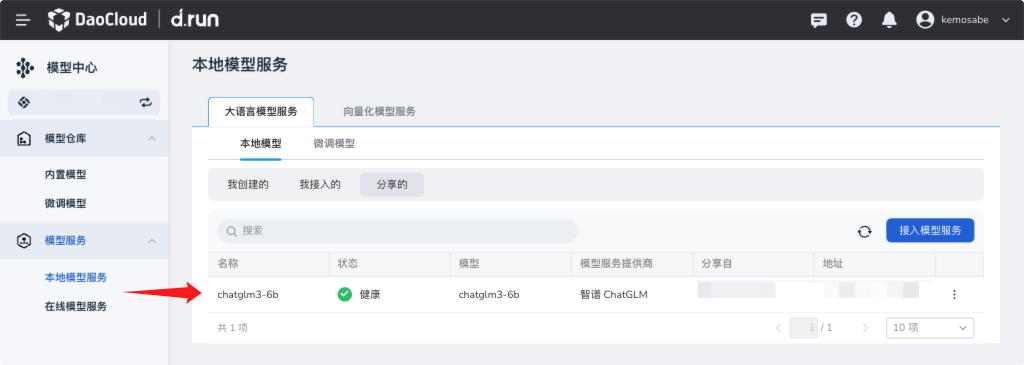 DaoCloud | d.run
kemosabe
模型中心
模型仓库
内置模型
微调模型
模型服务
本地模型服务
在线模型服务
本地模型服务
大语言模型服务 向量化模型服务
本地模型 微调模型
我创建的 我接入的 分享的
搜索 接入模型服务
名称 状态 模型 模型服务提供商 分享自 地址
chatglm3-6b 健康 chatglm3-6b 智谱 ChatGLM
共 1 项 1 / 1 10 项